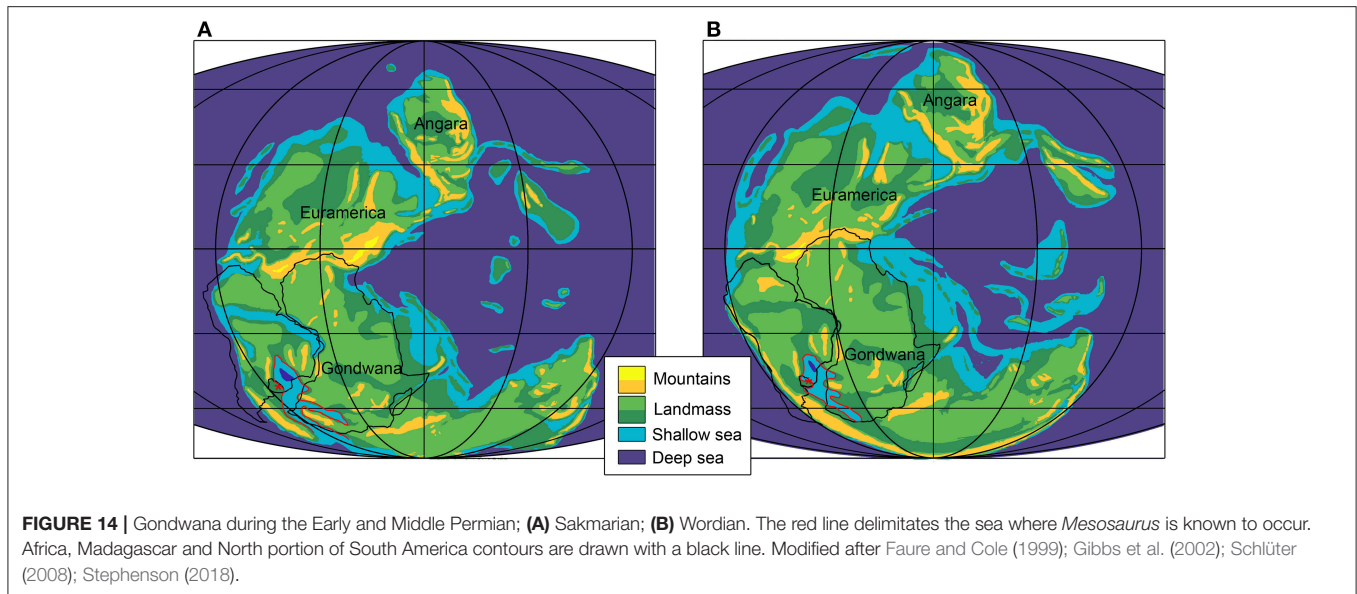 A
B
Angara
Angara
Euramerica
Euramerica
Gondwana
Gondwana
Mountains
Landmass
Shallow sea
Deep sea
FIGURE 14 | Gondwana during the Early and Middle Permian; (A) Sakmarian; (B) Wordian. The red line delimitates the sea where Mesosaurus is known to occur.
Africa, Madagascar and North portion of South America contours are drawn with a black line. Modified after Faure and Cole (1999); Gibbs et al. (2002); Schlüter
(2008); Stephenson (2018).